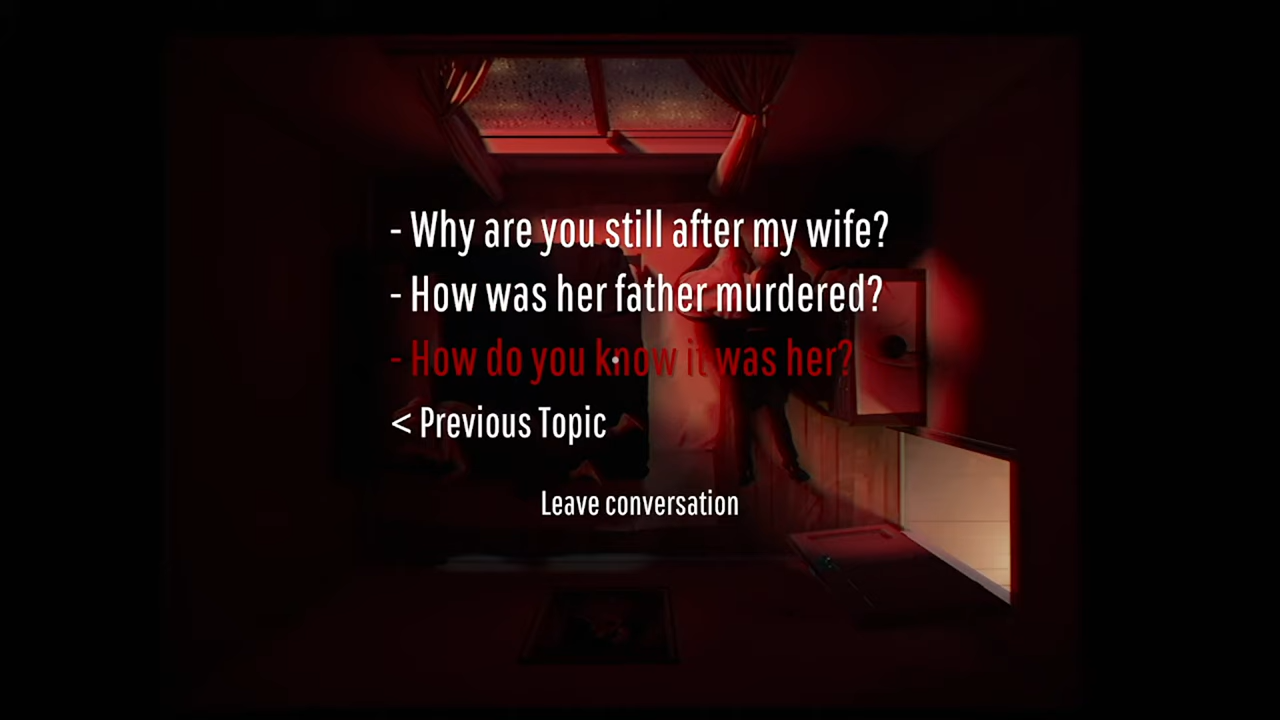 - Why are you still after my wife?
- How was her father murdered?
- How do you know it was her?
< Previous Topic
Leave conversation